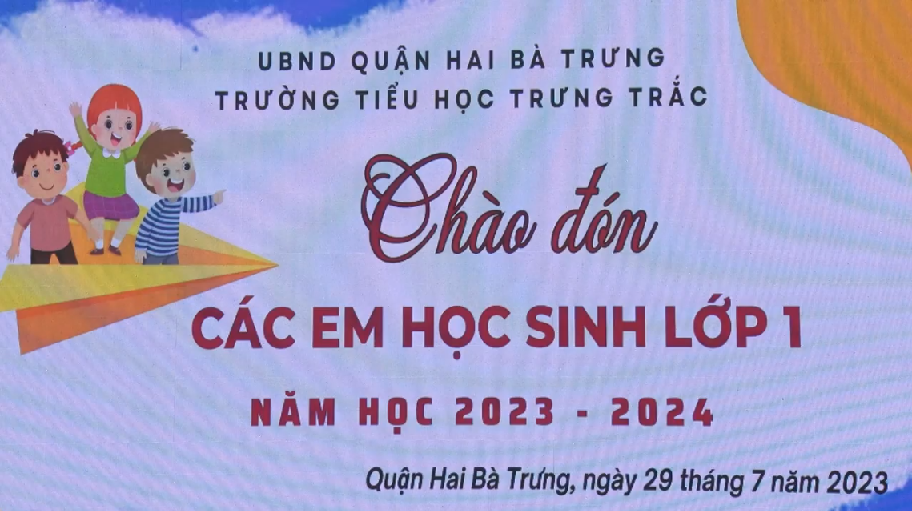 UBND QUẬN HAI BÀ TRƯNG
TRƯỜNG TIỂU HỌC TRƯNG TRẮC
Chào đón
CÁC EM HỌC SINH LỚP 1
NĂM HỌC 2023 - 2024
Quận Hai Bà Trưng, ngày 29 tháng 7 năm 2023